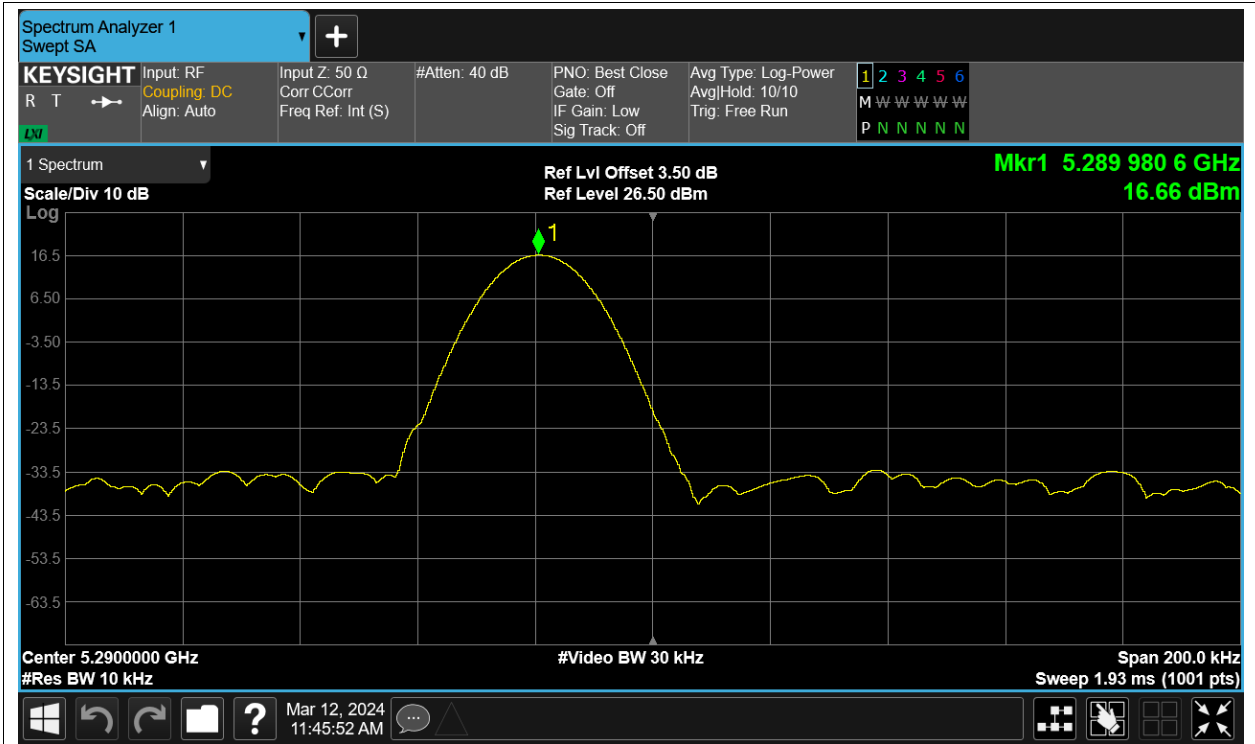 Spectrum Analyzer 1
Swept SA
KEYSIGHT
R T
LXI
Input: RF
Coupling: DC
Align: Auto
Input Z: 50 Ω
Corr CCorr
Freq Ref: Int (S)
#Atten: 40 dB
PNO: Best Close
Gate: Off
IF Gain: Low
Sig Track: Off
Avg Type: Log-Power
Avg|Hold: 10/10
Trig: Free Run
1 2 3 4 5 6
M W W W W W
P N N N N N
1 Spectrum
Scale/Div 10 dB
Log
Ref Lvl Offset 3.50 dB
Ref Level 26.50 dBm
Mkr1 5.289 980 6 GHz
16.66 dBm
1
16.5
6.50
-3.50
-13.5
-23.5
-33.5
-43.5
-53.5
-63.5
Center 5.2900000 GHz
#Video BW 30 kHz
Span 200.0 kHz
#Res BW 10 kHz
Sweep 1.93 ms (1001 pts)
?
Mar 12, 2024
11:45:52 AM